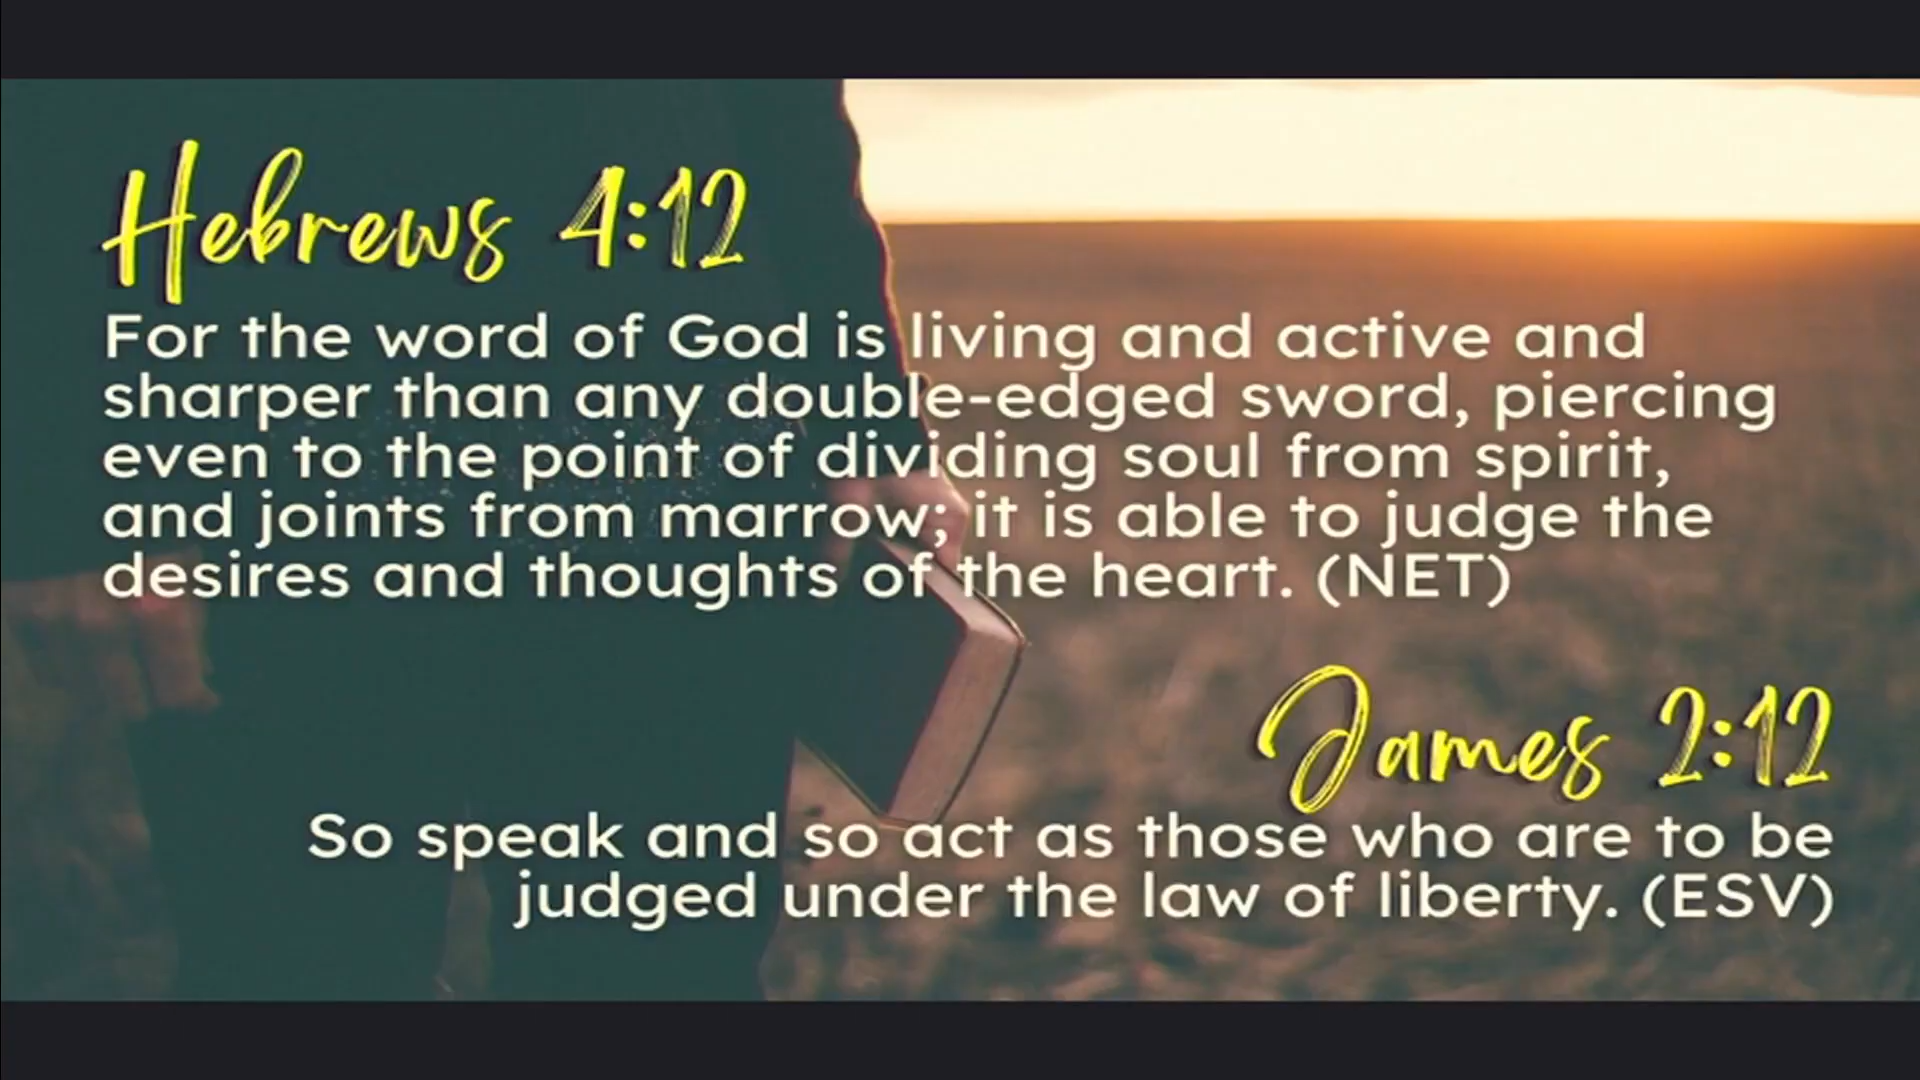 Hebrews 4:12
For the word of God is living and active and
sharper than any double-edged sword, piercing
even to the point of dividing soul from spirit,
and joints from marrow; it is able to judge the
desires and thoughts of the heart. (NET)
James 2:12
So speak and so act as those who are to be
judged under the law of liberty. (ESV)